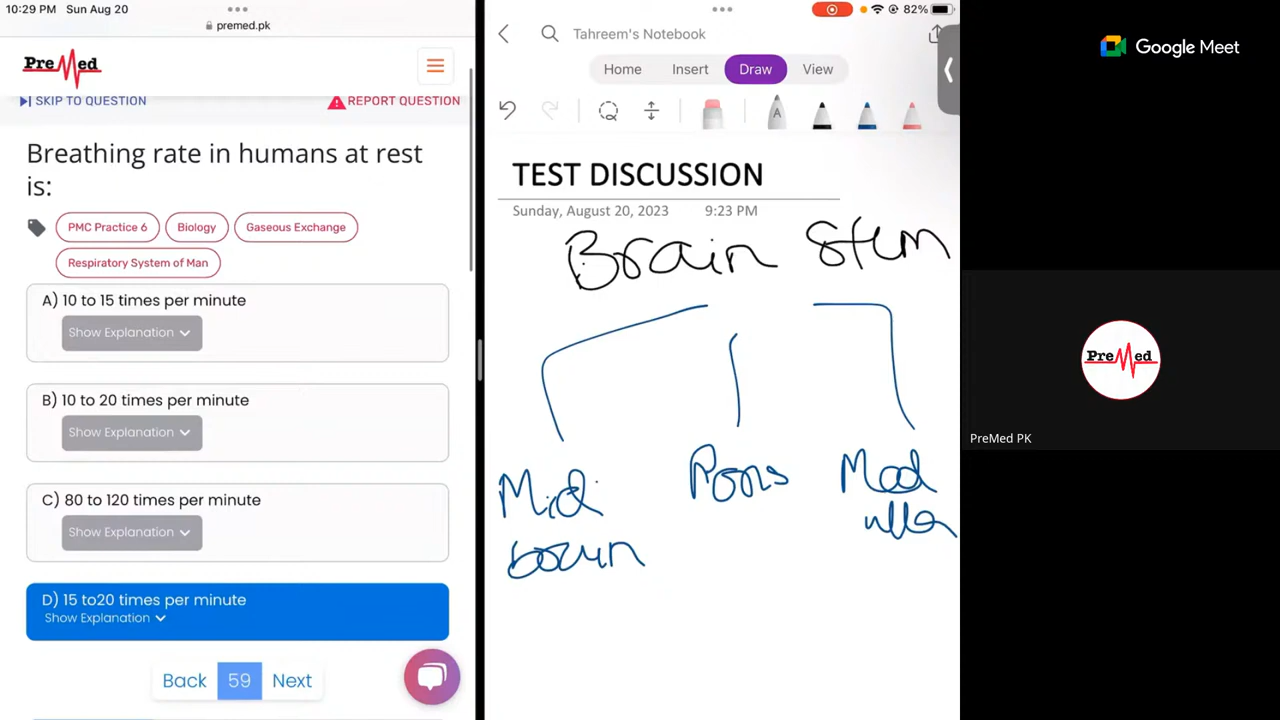 10:29 PM Sun Aug 20
premed.pk
PreMed
SKIP TO QUESTION
REPORT QUESTION
Breathing rate in humans at rest
is:
PMC Practice 6
Biology
Gaseous Exchange
Respiratory System of Man
A) 10 to 15 times per minute
Show Explanation
B) 10 to 20 times per minute
Show Explanation
C) 80 to 120 times per minute
Show Explanation
D) 15 to20 times per minute
Show Explanation
Back 59 Next
82%
Tahreem's Notebook
Home Insert Draw View
A
TEST DISCUSSION
Sunday, August 20, 2023 9:23 PM
Brain Stem
Mid Pons Med
brain ulla
Google Meet
PreMed
PreMed PK